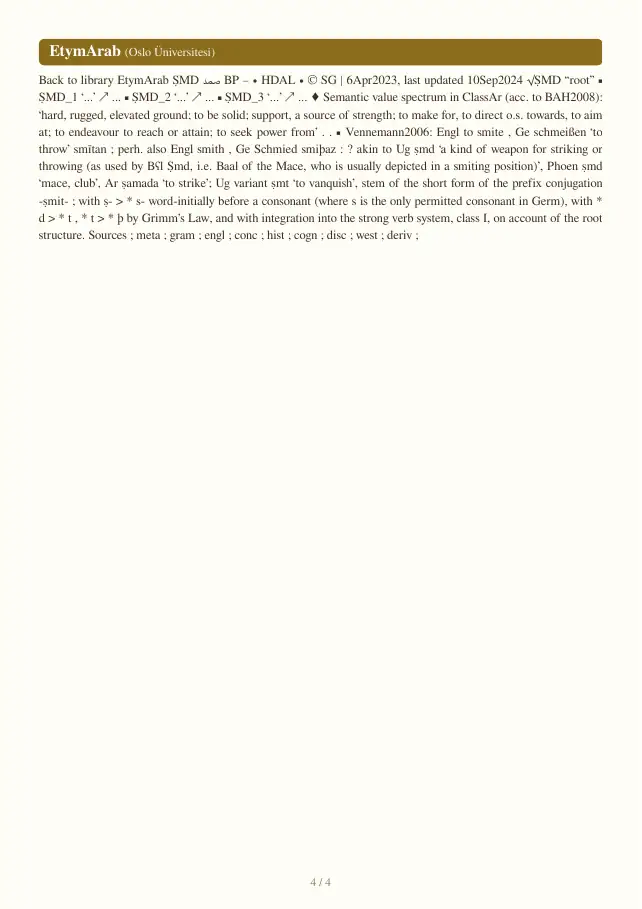 EtymArab (Oslo Üniversitesi)
Back to library EtymArab ṢMD صمد BP – • HDAL • © SG | 6Apr2023, last updated 10Sep2024 √ṢMD “root” ▪
ṢMD_1 ‘...’ ↗ ... ▪ ṢMD_2 ‘...’ ↗ ... ▪ ṢMD_3 ‘...’ ↗ ... ♦ Semantic value spectrum in ClassAr (acc. to BAH2008):
‘hard, rugged, elevated ground; to be solid; support, a source of strength; to make for, to direct o.s. towards, to aim
at; to endeavour to reach or attain; to seek power from’ . . ▪ Vennemann2006: Engl to smite , Ge schmeißen ‘to
throw’ smītan ; perh. also Engl smith , Ge Schmied smiþaz : ? akin to Ug ṣmd ‘a kind of weapon for striking or
throwing (as used by Bʕl Ṣmd, i.e. Baal of the Mace, who is usually depicted in a smiting position)’, Phoen ṣmd
‘mace, club’, Ar ṣamada ‘to strike’; Ug variant ṣmt ‘to vanquish’, stem of the short form of the prefix conjugation
-ṣmit- ; with ṣ- > * s- word-initially before a consonant (where s is the only permitted consonant in Germ), with *
d > * t , * t > * þ by Grimm’s Law, and with integration into the strong verb system, class I, on account of the root
structure. Sources ; meta ; gram ; engl ; conc ; hist ; cogn ; disc ; west ; deriv ;
4 / 4